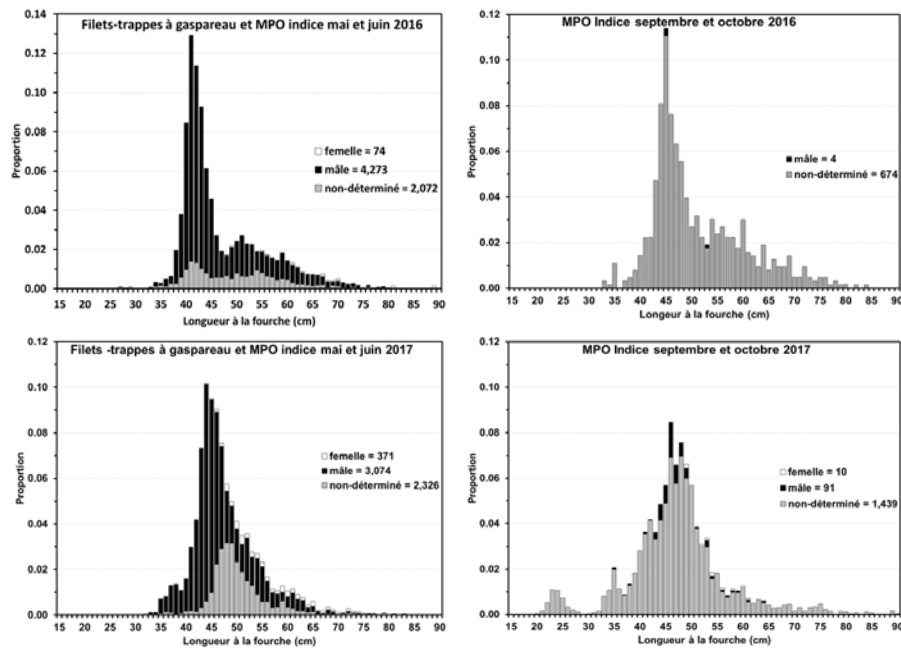 Filets-trappes à gaspareau et MPO indice mai et juin 2016
0.14
0.12
0.10
0.08
0.06
0.04
0.02
0.00
Proportion
femelle = 74
mâle = 4,273
non-déterminé = 2,072
15 20 25 30 35 40 45 50 55 60 65 70 75 80 85 90
Longueur à la fourche (cm)
MPO Indice septembre et octobre 2016
0.12
0.10
0.08
0.06
0.04
0.02
0.00
Proportion
mâle = 4
non-déterminé = 674
15 20 25 30 35 40 45 50 55 60 65 70 75 80 85 90
Longueur à la fourche (cm)
Filets -trappes à gaspareau et MPO indice mai et juin 2017
0.12
0.10
0.08
0.06
0.04
0.02
0.00
Proportion
femelle = 371
mâle = 3,074
non-déterminé = 2,326
15 20 25 30 35 40 45 50 55 60 65 70 75 80 85 90
Longueur à la fourche (cm)
MPO Indice septembre et octobre 2017
0.12
0.10
0.08
0.06
0.04
0.02
0.00
Proportion
femelle = 10
mâle = 91
non-déterminé = 1,439
15 20 25 30 35 40 45 50 55 60 65 70 75 80 85 90
Longueur à la fourche (cm)